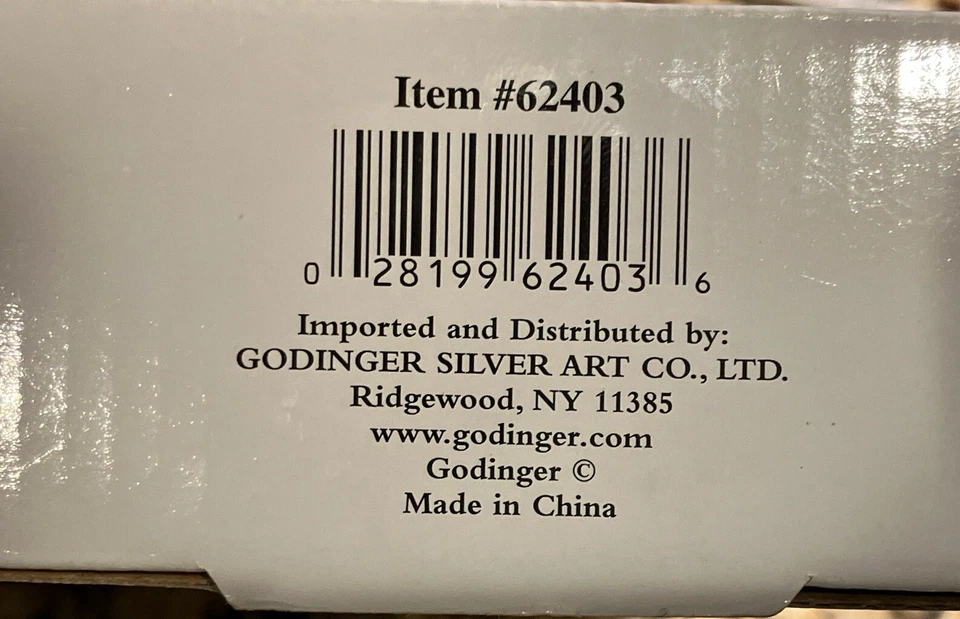 Item #62403
0 28199 62403 6
Imported and Distributed by:
GODINGER SILVER ART CO., LTD.
Ridgewood, NY 11385
www.godinger.com
Godinger ©
Made in China